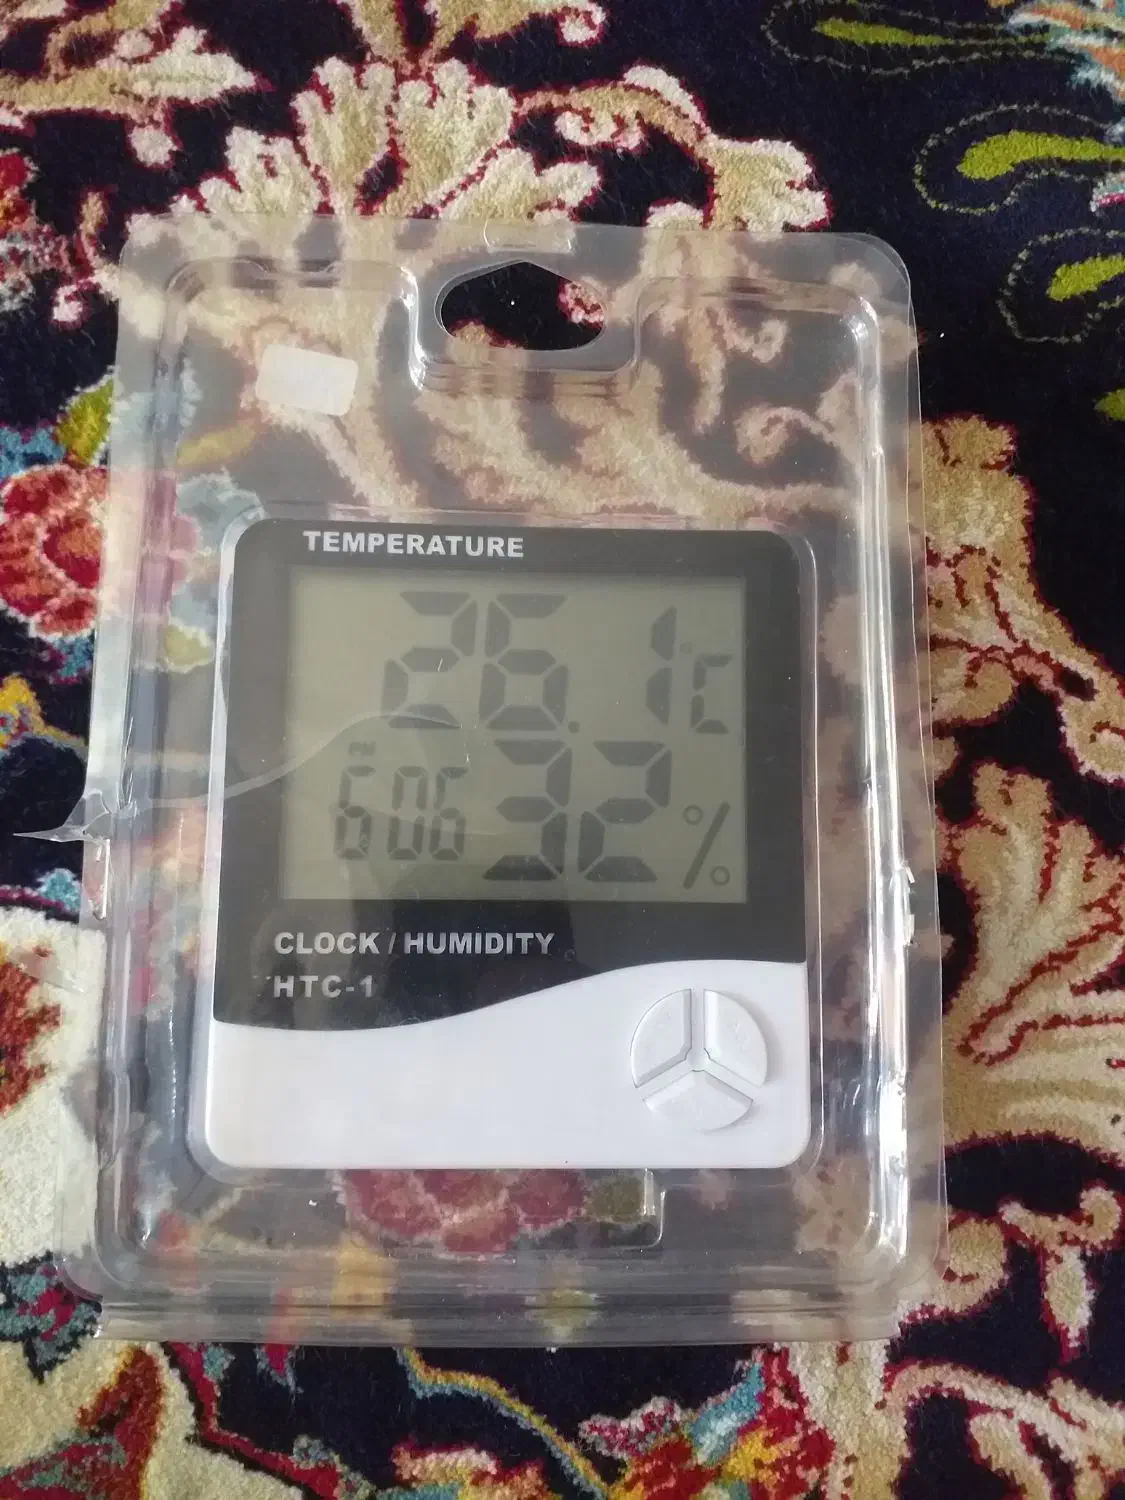 TEMPERATURE
26.1°C
PM
6:06 32%
CLOCK / HUMIDITY
HTC-1